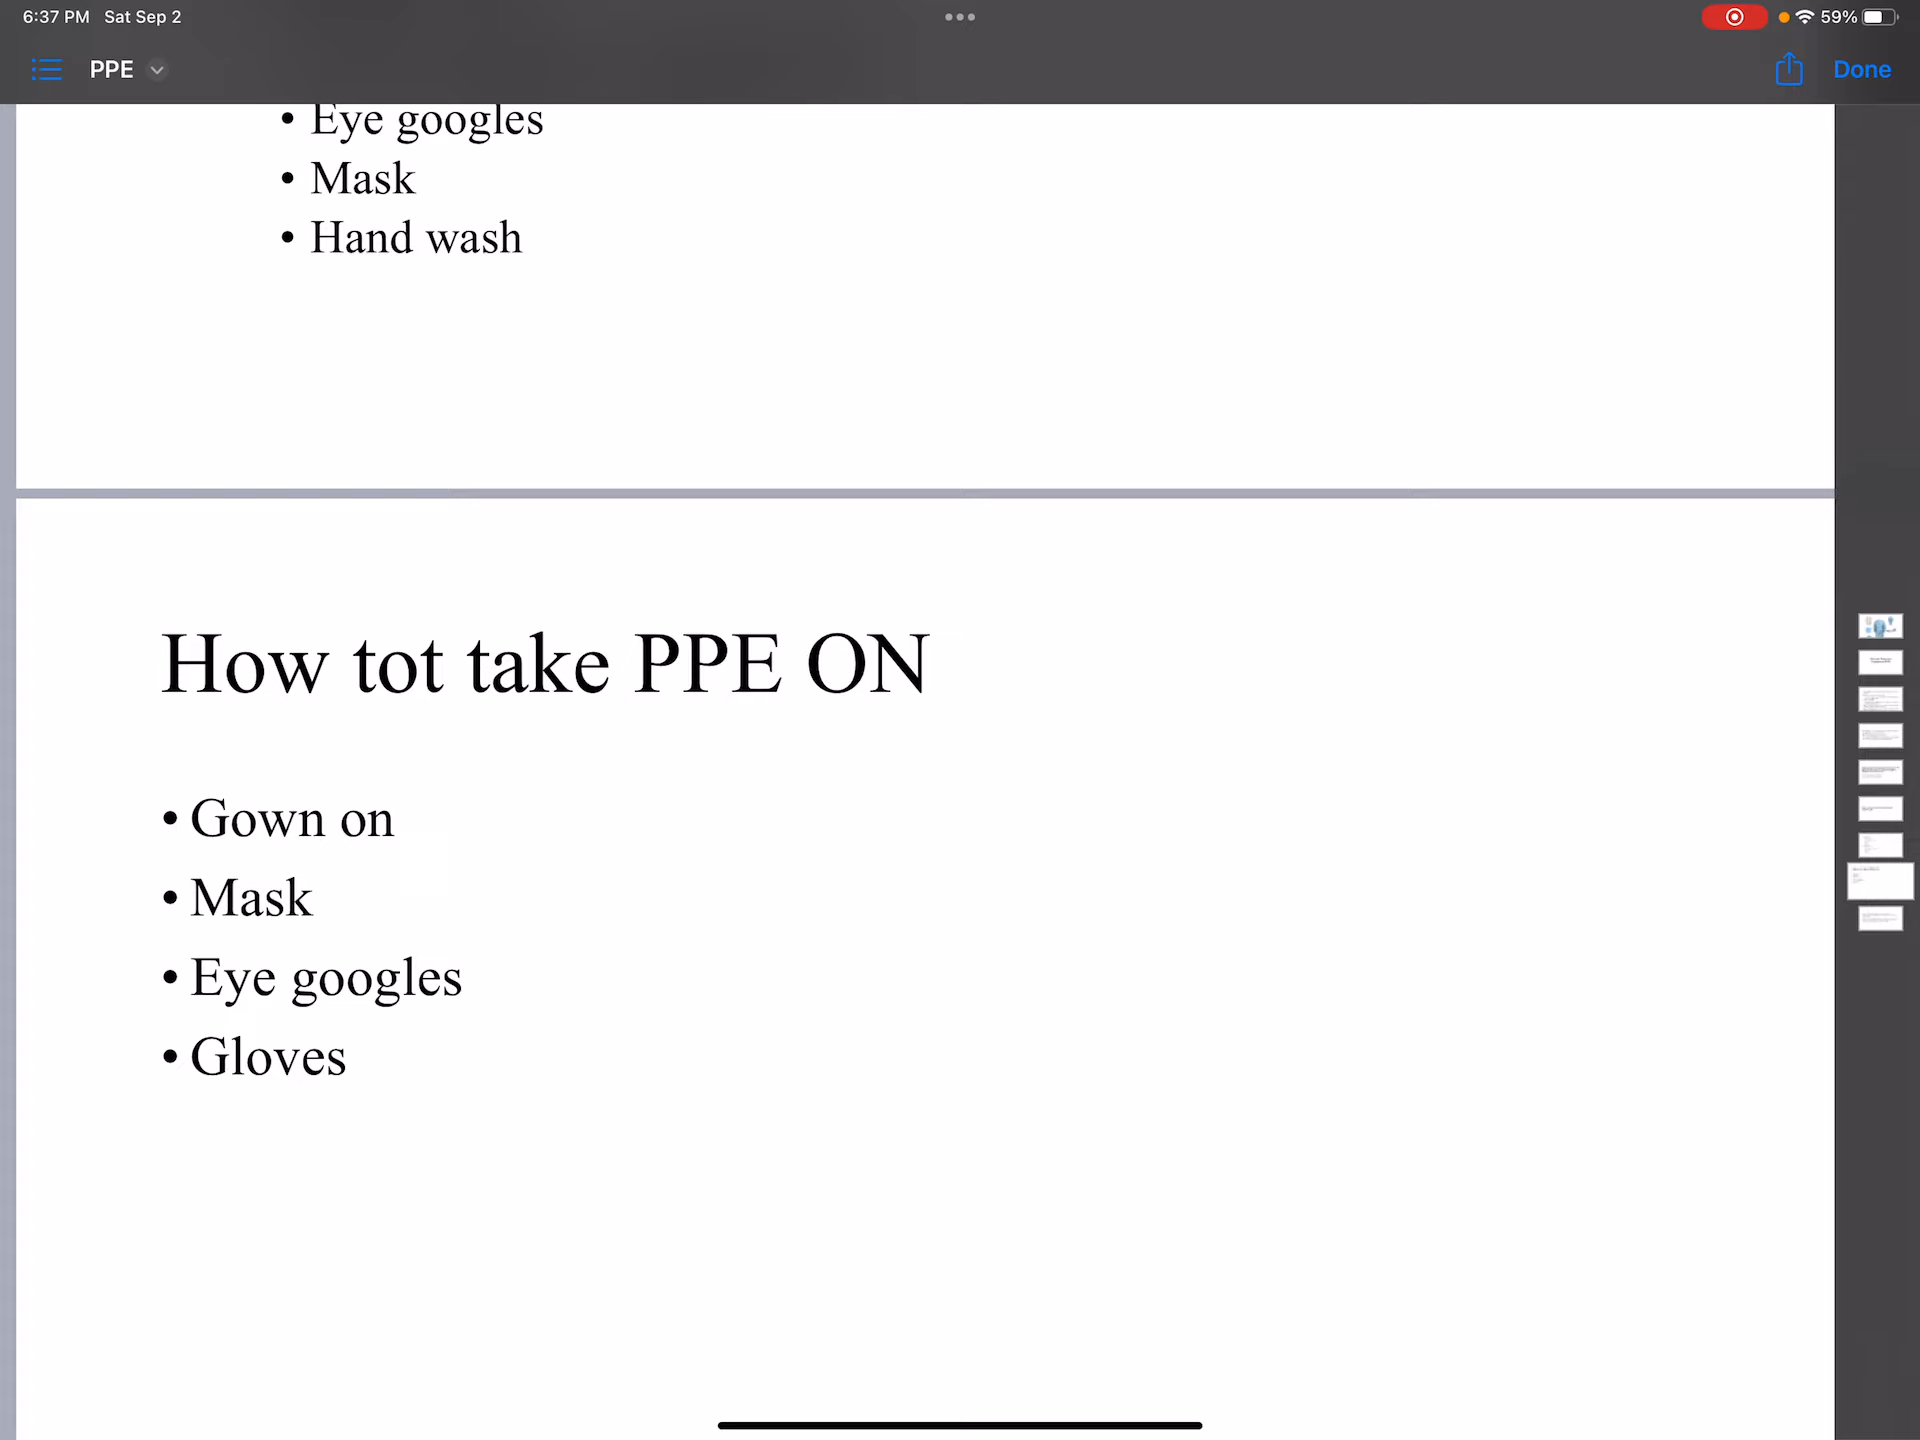 6:37 PM Sat Sep 2
59%
PPE
Done
• Eye googles
• Mask
• Hand wash
How tot take PPE ON
• Gown on
• Mask
• Eye googles
• Gloves